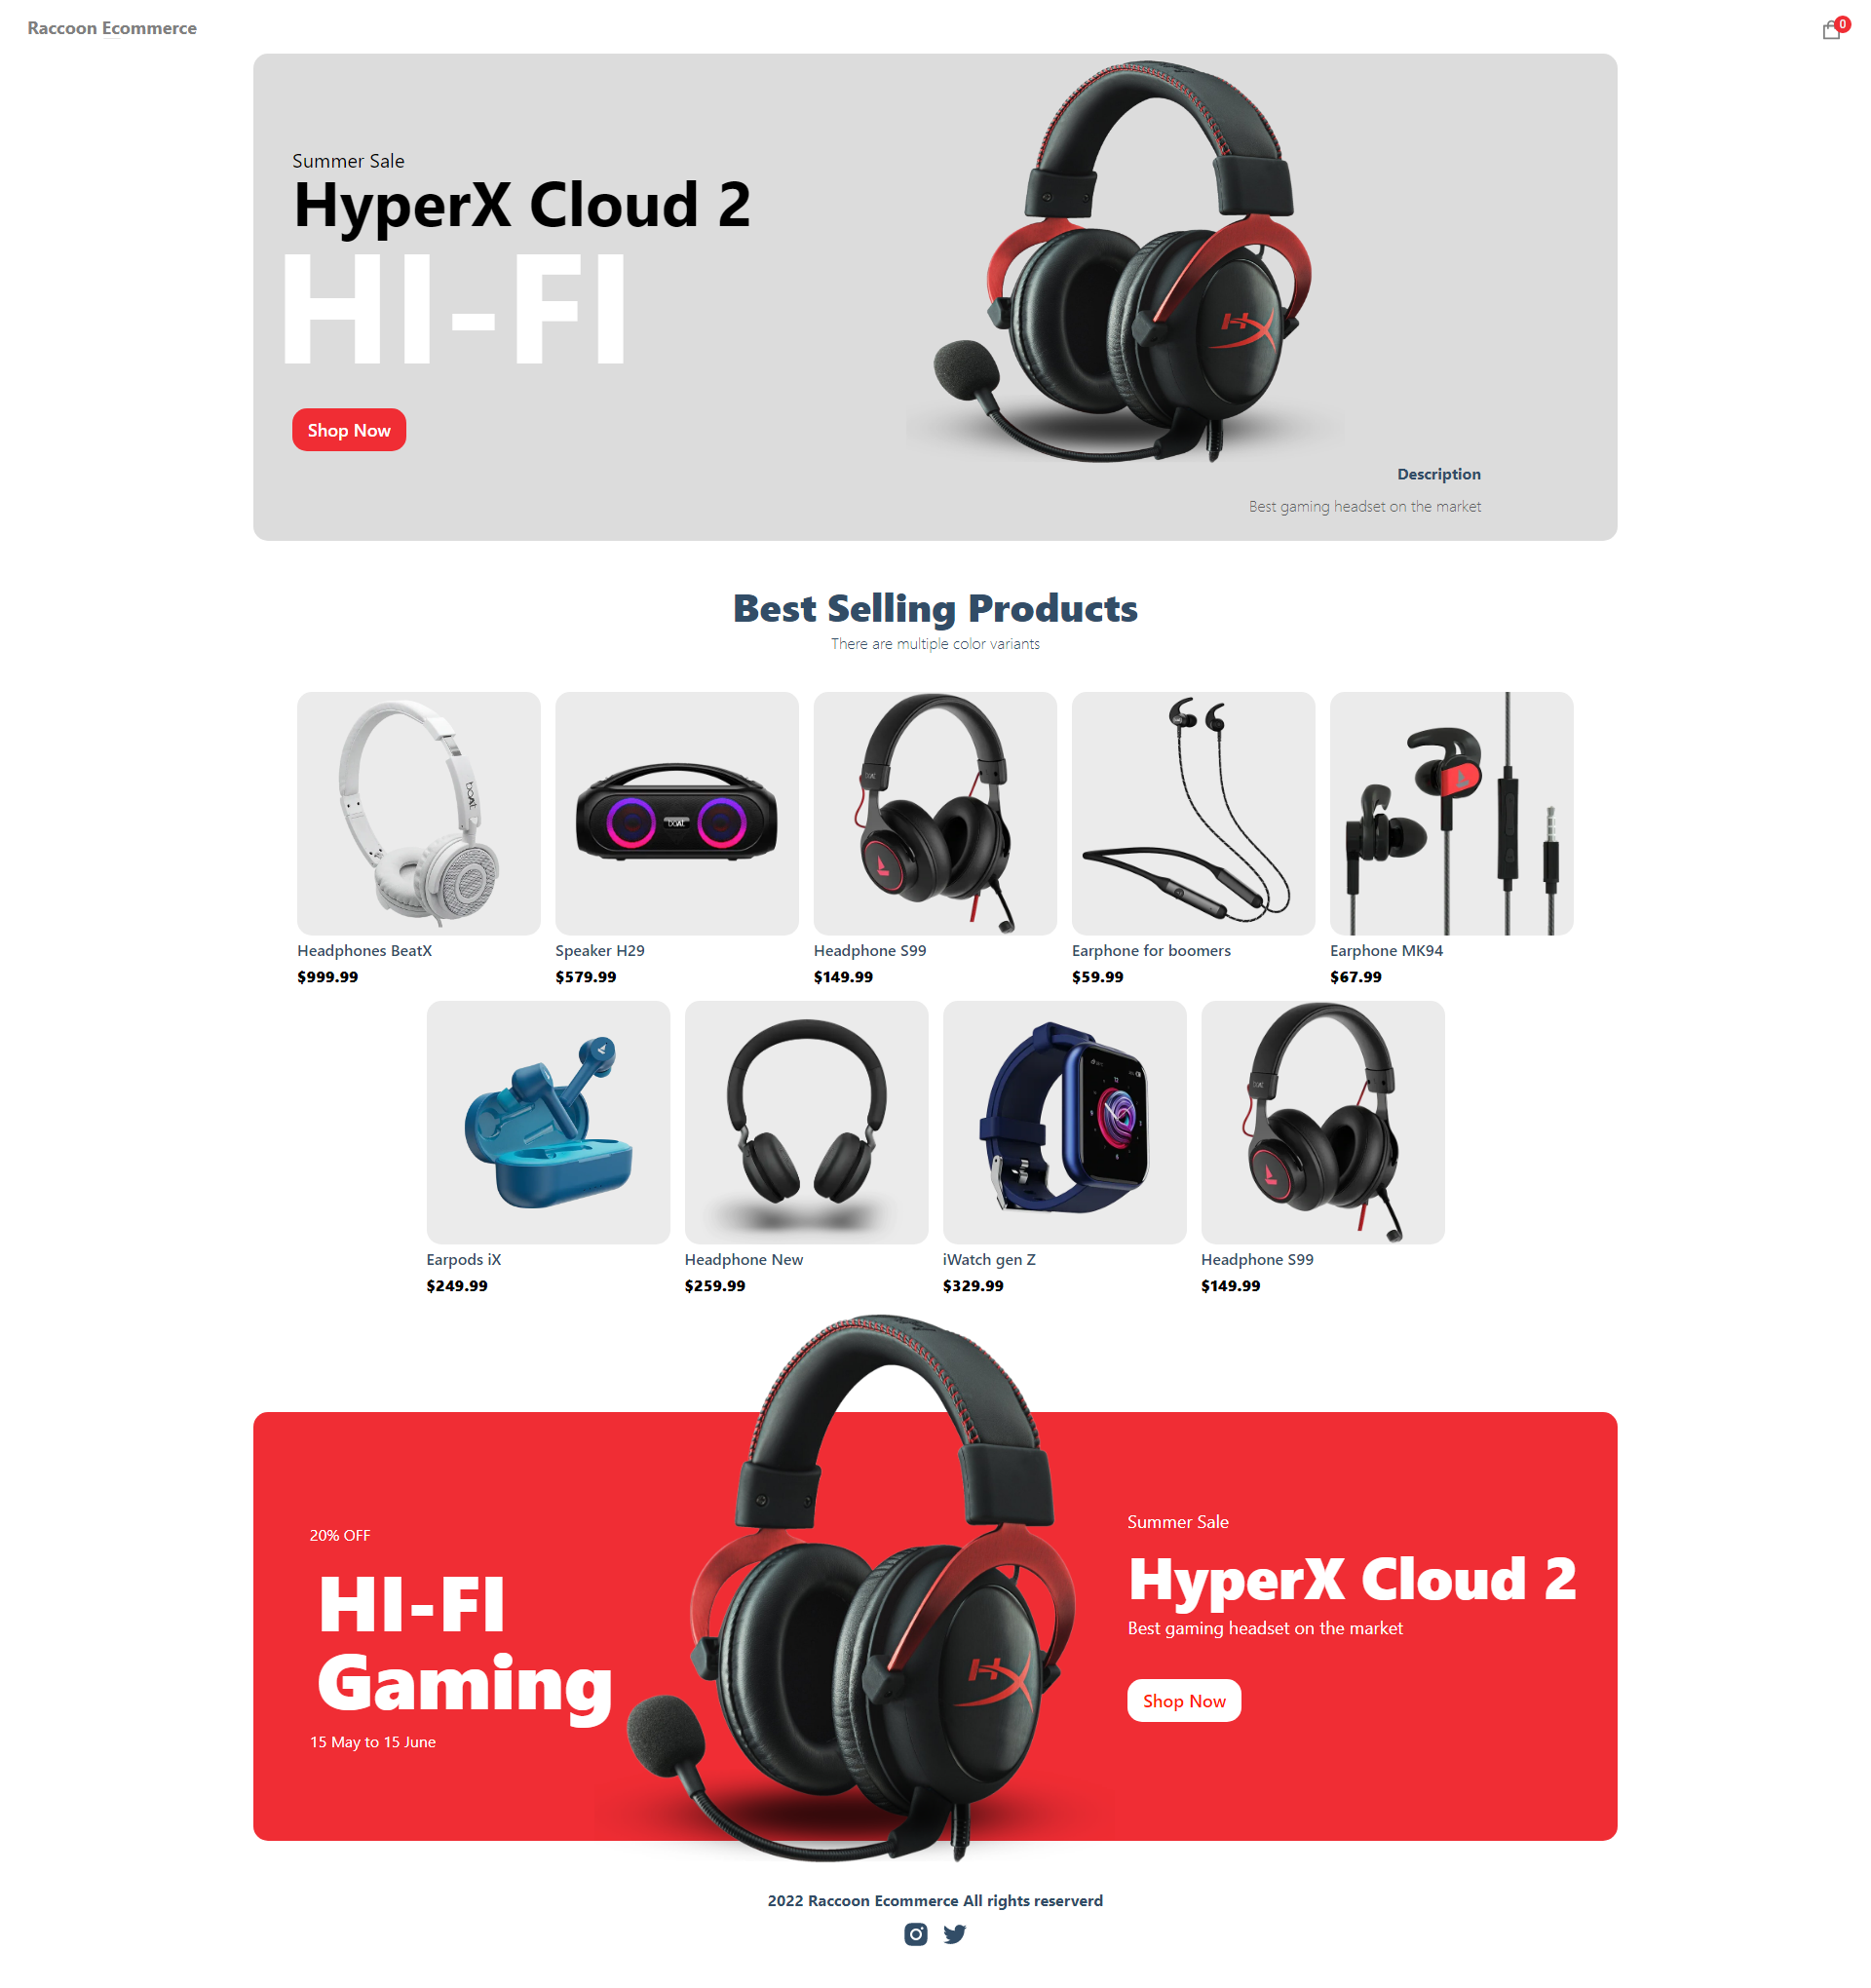 Raccoon Ecommerce
0
Summer Sale
HyperX Cloud 2
HI-FI
Shop Now
Description
Best gaming headset on the market
Best Selling Products
There are multiple color variants
boAt
boAt
Headphones BeatX
$999.99
Speaker H29
$579.99
Headphone S99
$149.99
Earphone for boomers
$59.99
Earphone MK94
$67.99
Earpods iX
$249.99
Headphone New
$259.99
iWatch gen Z
$329.99
Headphone S99
$149.99
20% OFF
HI-FI
Gaming
15 May to 15 June
HX
Summer Sale
HyperX Cloud 2
Best gaming headset on the market
Shop Now
2022 Raccoon Ecommerce All rights reserverd